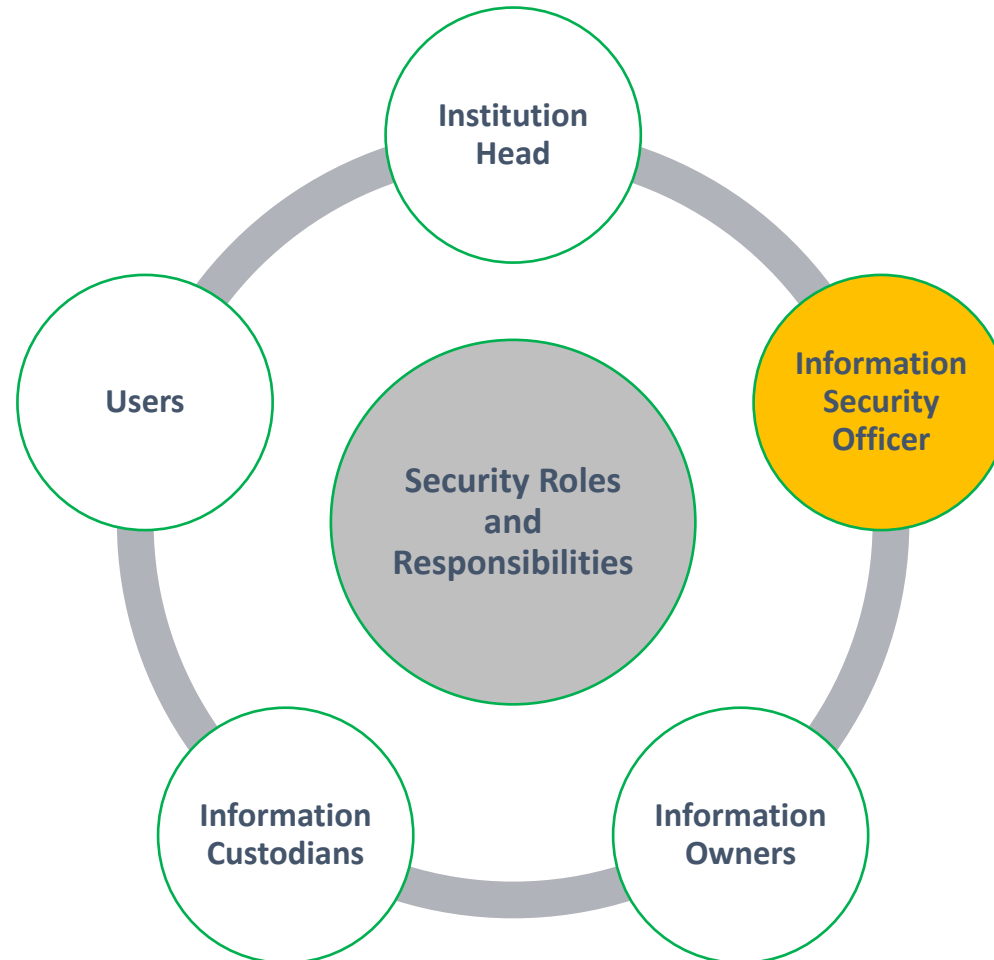 Institution
Head
Information
Security
Officer
Users
Security Roles
and
Responsibilities
Information
Custodians
Information
Owners